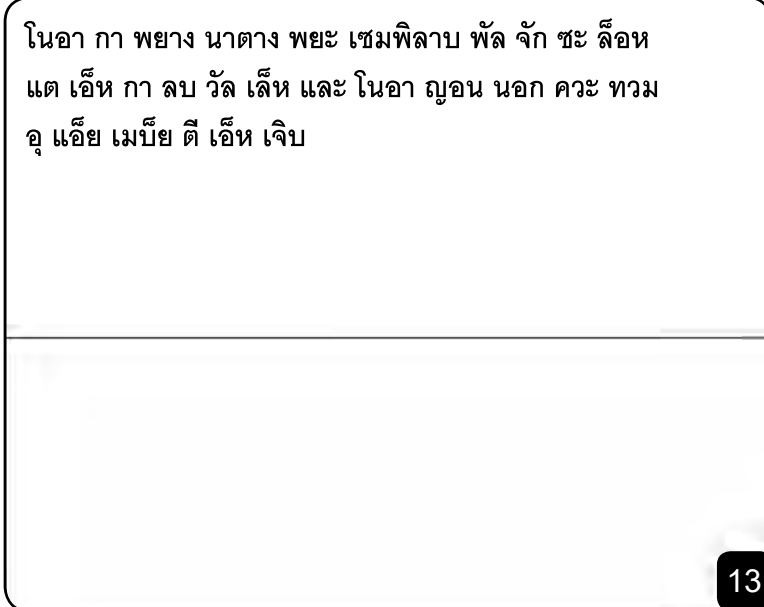 โนอา กา พยาง นาตาง พยะ เซมพิลาบ พัล จัก ซะ ล็อห
แต เอ็ห กา ลบ วัล เล็ห และ โนอา ญอน นอก ควะ ทวม
อุ แอ็ย เมบ็ย ตี เอ็ห เจิบ
13